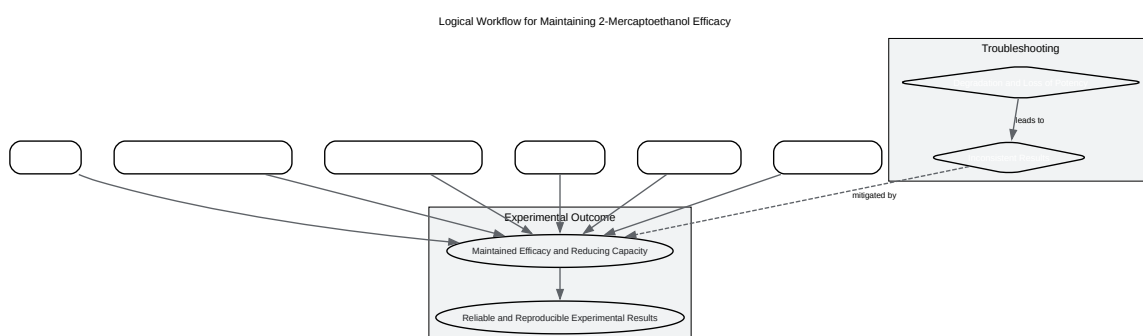 Logical Workflow for Maintaining 2-Mercaptoethanol Efficacy
Troubleshooting
leads to
mitigated by
Experimental Outcome
Maintained Efficacy and Reducing Capacity
Reliable and Reproducible Experimental Results